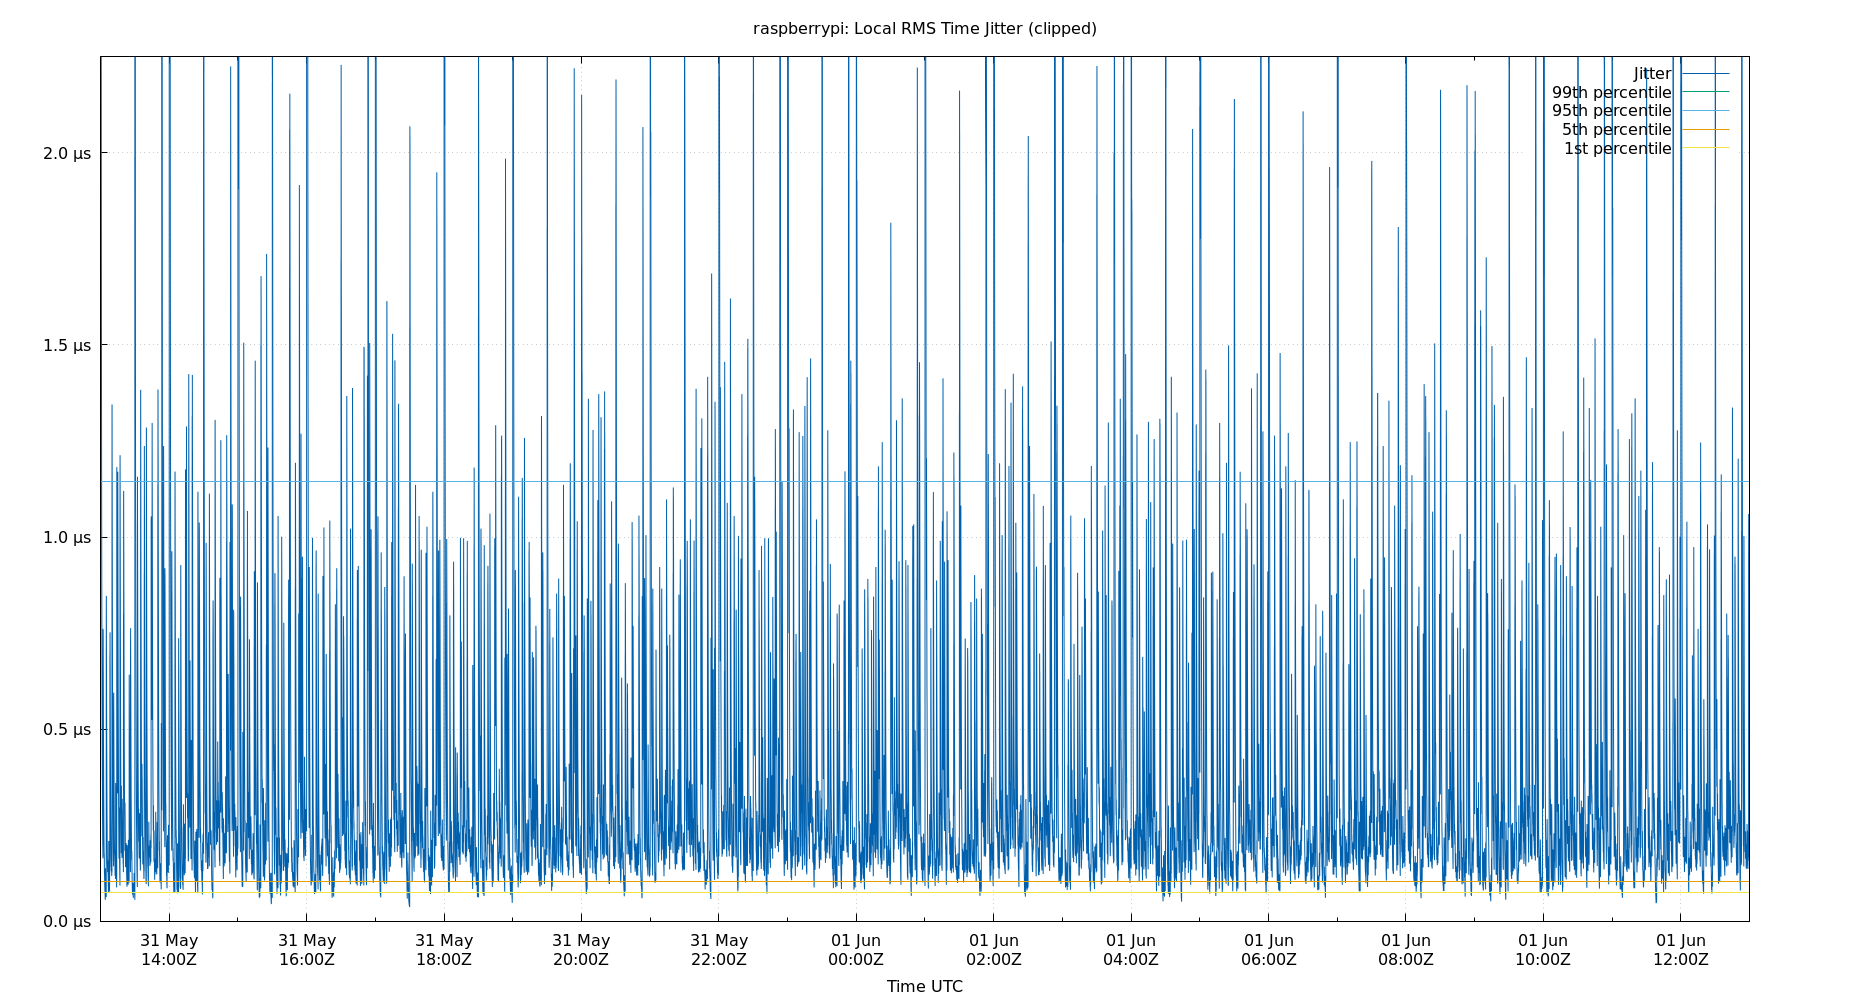 raspberrypi: Local RMS Time Jitter (clipped)
Jitter
99th percentile
95th percentile
5th percentile
1st percentile
2.0 µs
1.5 µs
1.0 µs
0.5 µs
0.0 µs
31 May 31 May 31 May 31 May 31 May 01 Jun 01 Jun 01 Jun 01 Jun 01 Jun 01 Jun 01 Jun
14:00Z 16:00Z 18:00Z 20:00Z 22:00Z 00:00Z 02:00Z 04:00Z 06:00Z 08:00Z 10:00Z 12:00Z
Time UTC